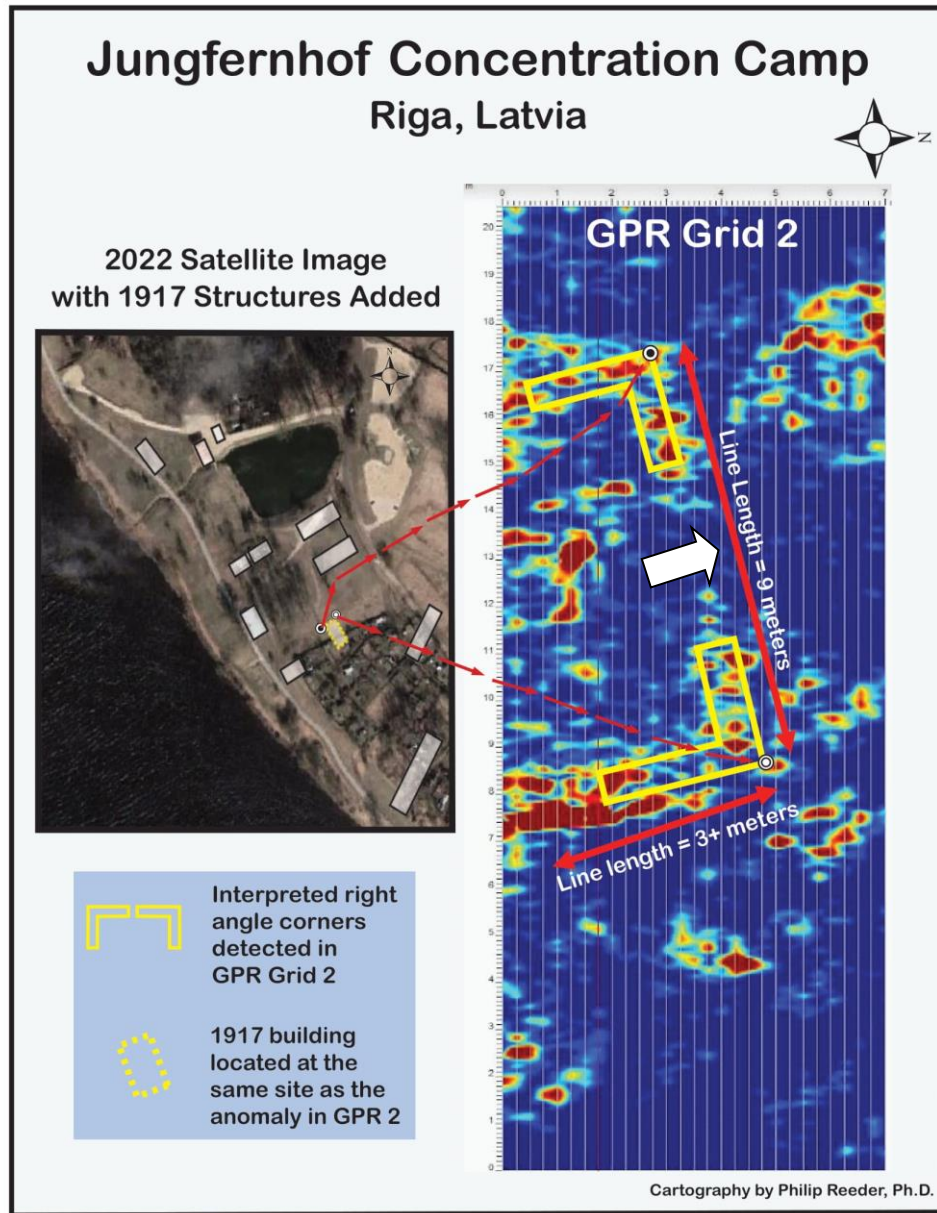 Jungfernhof Concentration Camp
Riga, Latvia
N
2022 Satellite Image
with 1917 Structures Added
N
m
0 1 2 3 4 5 6 7
GPR Grid 2
20
19
18
17
16
15
14
13
12
11
10
9
8
7
6
5
4
3
2
1
0
Line Length = 9 meters
Line length = 3+ meters
Interpreted right
angle corners
detected in
GPR Grid 2
1917 building
located at the
same site as the
anomaly in GPR 2
Cartography by Philip Reeder, Ph.D.